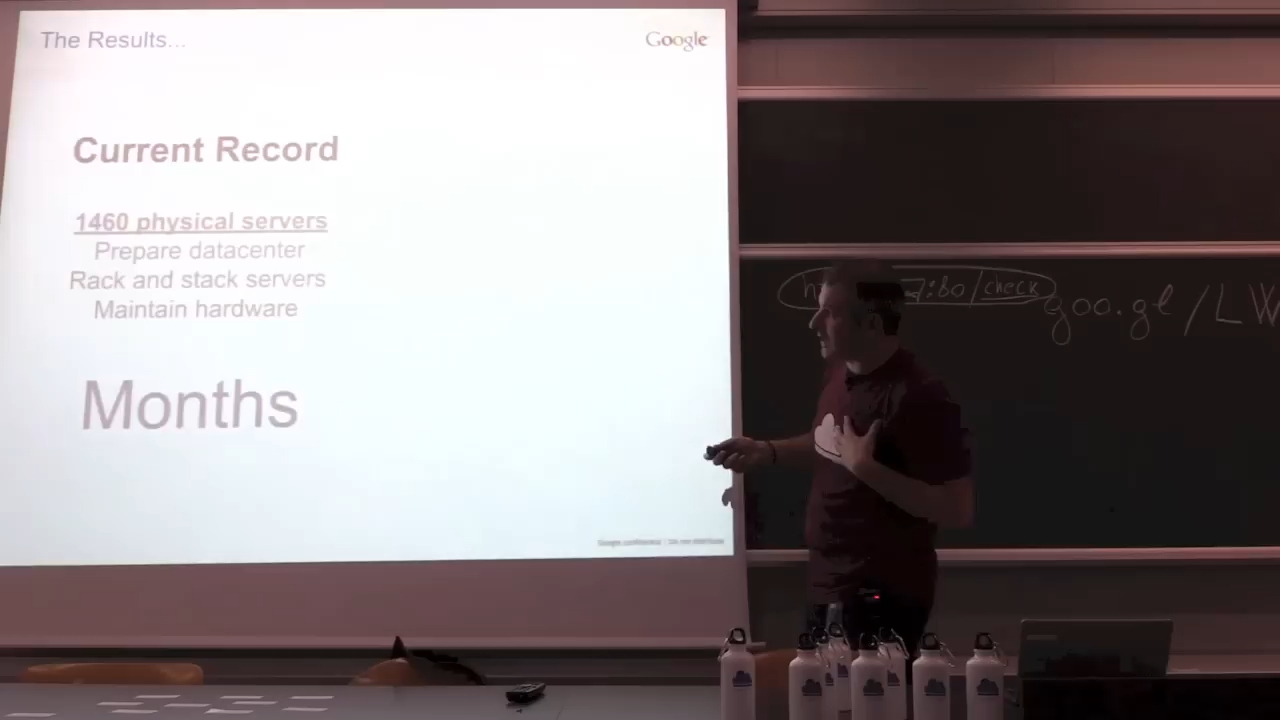 The Results...
Google
Current Record
1460 physical servers
Prepare datacenter
Rack and stack servers
Maintain hardware
Months
7:80/check
goo.gl/LW